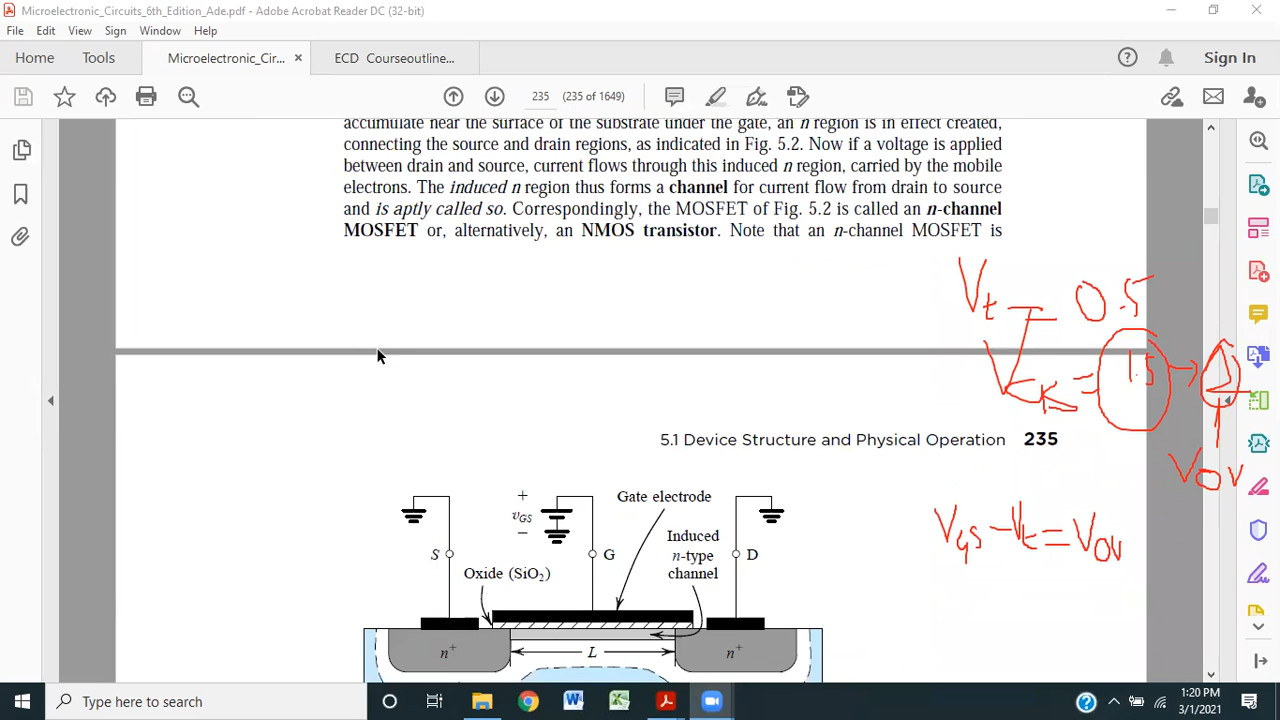 Microelectronic_Circuits_6th_Edition_Ade.pdf - Adobe Acrobat Reader DC (32-bit)
File Edit View Sign Window Help
Home Tools Microelectronic_Cir... × ECD Courseoutline...
Sign In
235 (235 of 1649)
accumulate near the surface of the substrate under the gate, an n region is in effect created,
connecting the source and drain regions, as indicated in Fig. 5.2. Now if a voltage is applied
between drain and source, current flows through this induced n region, carried by the mobile
electrons. The induced n region thus forms a channel for current flow from drain to source
and is aptly called so. Correspondingly, the MOSFET of Fig. 5.2 is called an n-channel
MOSFET or, alternatively, an NMOS transistor. Note that an n-channel MOSFET is
Vt = 0.5
= 1.5 →
VOV
5.1 Device Structure and Physical Operation 235
VGS - Vt = VOV
+
vGS
−
Gate electrode
Induced
n-type
channel
S
G
D
Oxide (SiO2)
n+
L
n+
Type here to search
1:20 PM
3/1/2021